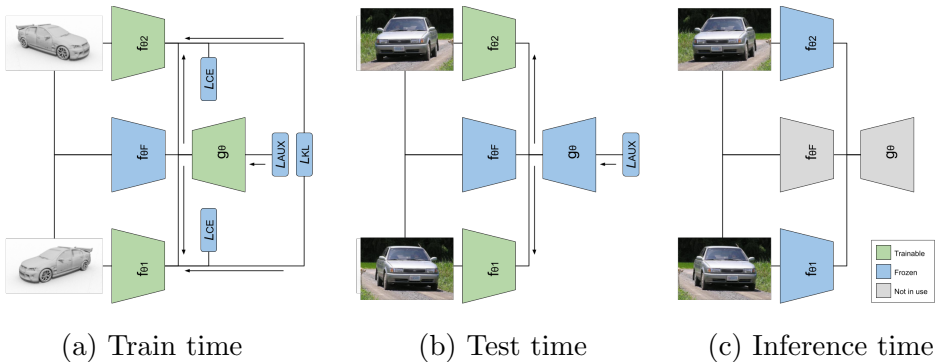 fθ2
LCE
fθF
gθ
LAUX
LKL
LCE
fθ1
fθ2
fθF
gθ
LAUX
fθ1
fθ2
fθF
gθ
fθ1
Trainable
Frozen
Not in use
(a) Train time
(b) Test time
(c) Inference time